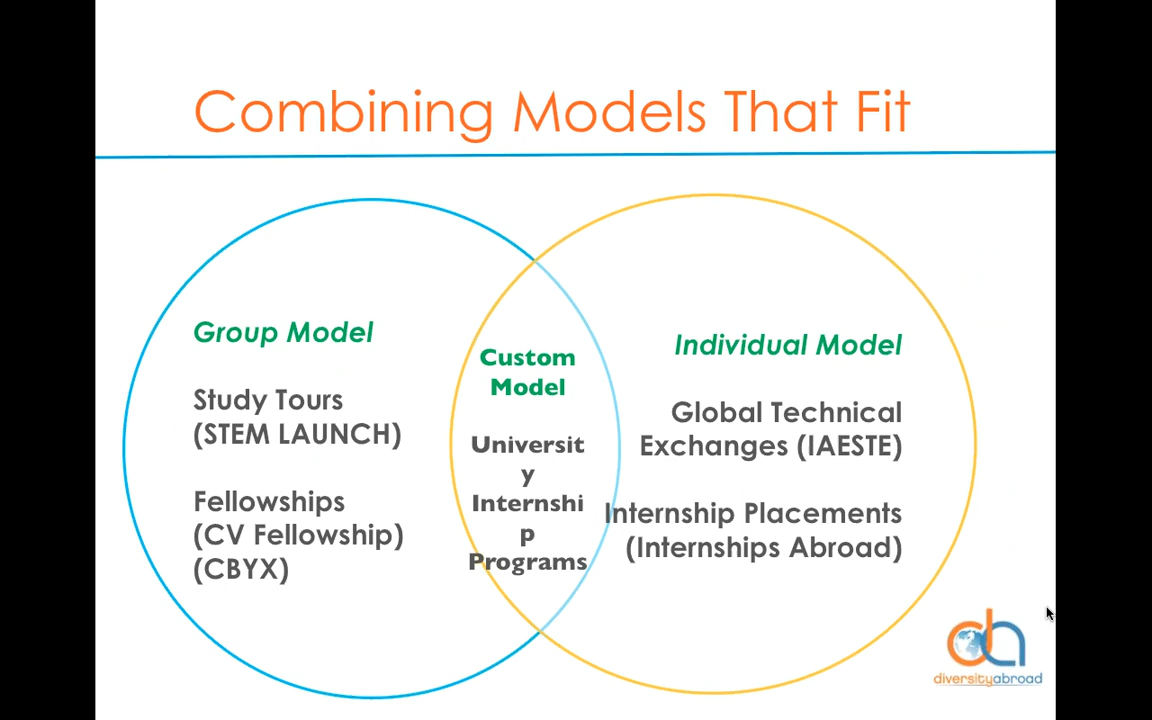 Combining Models That Fit
Group Model
Study Tours
(STEM LAUNCH)
Fellowships
(CV Fellowship)
(CBYX)
Custom
Model
Universit
y
Internshi
p
Programs
Individual Model
Global Technical
Exchanges (IAESTE)
Internship Placements
(Internships Abroad)
da
diversityabroad